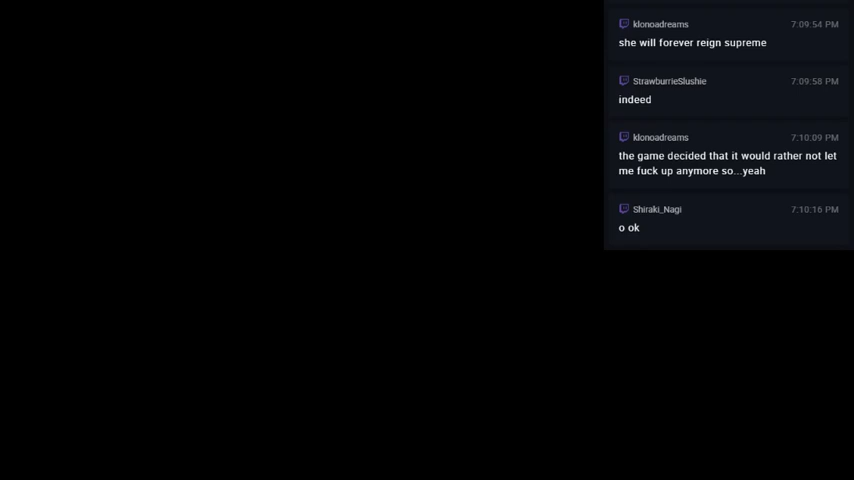 klonoadreams 7:09:54 PM
she will forever reign supreme
StrawburrieSlushie 7:09:58 PM
indeed
klonoadreams 7:10:09 PM
the game decided that it would rather not let
me fuck up anymore so...yeah
Shiraki_Nagi 7:10:16 PM
o ok